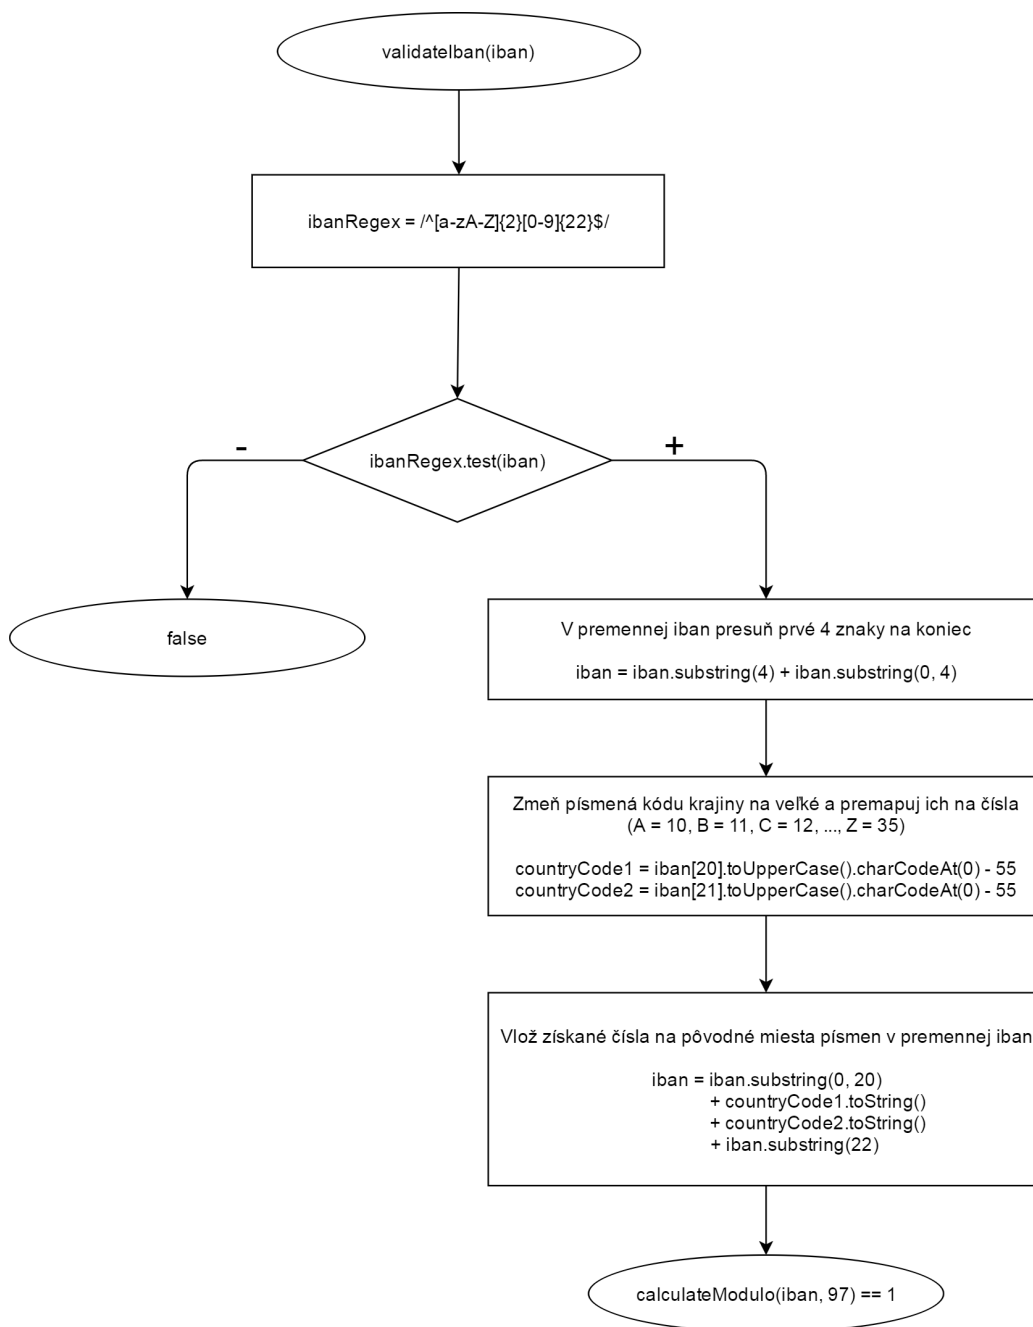 validateIban(iban)
ibanRegex = /^[a-zA-Z]{2}[0-9]{22}$/
ibanRegex.test(iban)
-
+
false
V premennej iban presuň prvé 4 znaky na koniec
iban = iban.substring(4) + iban.substring(0, 4)
Zmeň písmená kódu krajiny na veľké a premapuj ich na čísla
(A = 10, B = 11, C = 12, ..., Z = 35)
countryCode1 = iban[20].toUpperCase().charCodeAt(0) - 55
countryCode2 = iban[21].toUpperCase().charCodeAt(0) - 55
Vlož získané čísla na pôvodné miesta písmen v premennej iban
iban = iban.substring(0, 20)
+ countryCode1.toString()
+ countryCode2.toString()
+ iban.substring(22)
calculateModulo(iban, 97) == 1